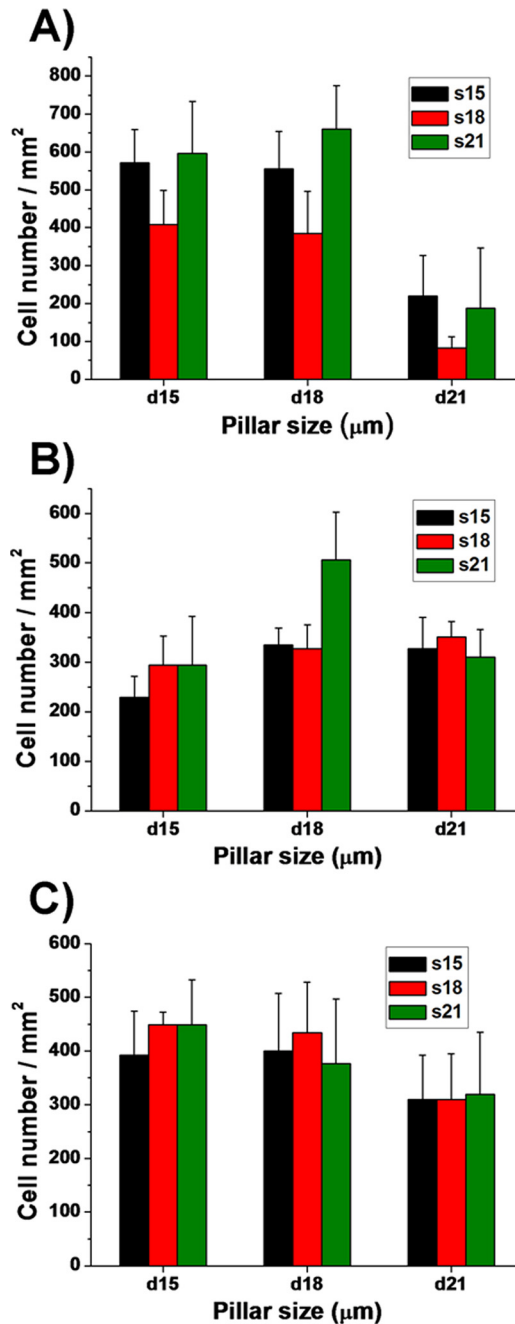 A)
800
700
600
500
400
300
200
100
0
Cell number / mm²
s15
s18
s21
d15 d18 d21
Pillar size (μm)
B)
600
500
400
300
200
100
0
Cell number / mm²
s15
s18
s21
d15 d18 d21
Pillar size (μm)
C)
600
500
400
300
200
100
0
Cell number / mm²
s15
s18
s21
d15 d18 d21
Pillar size (μm)